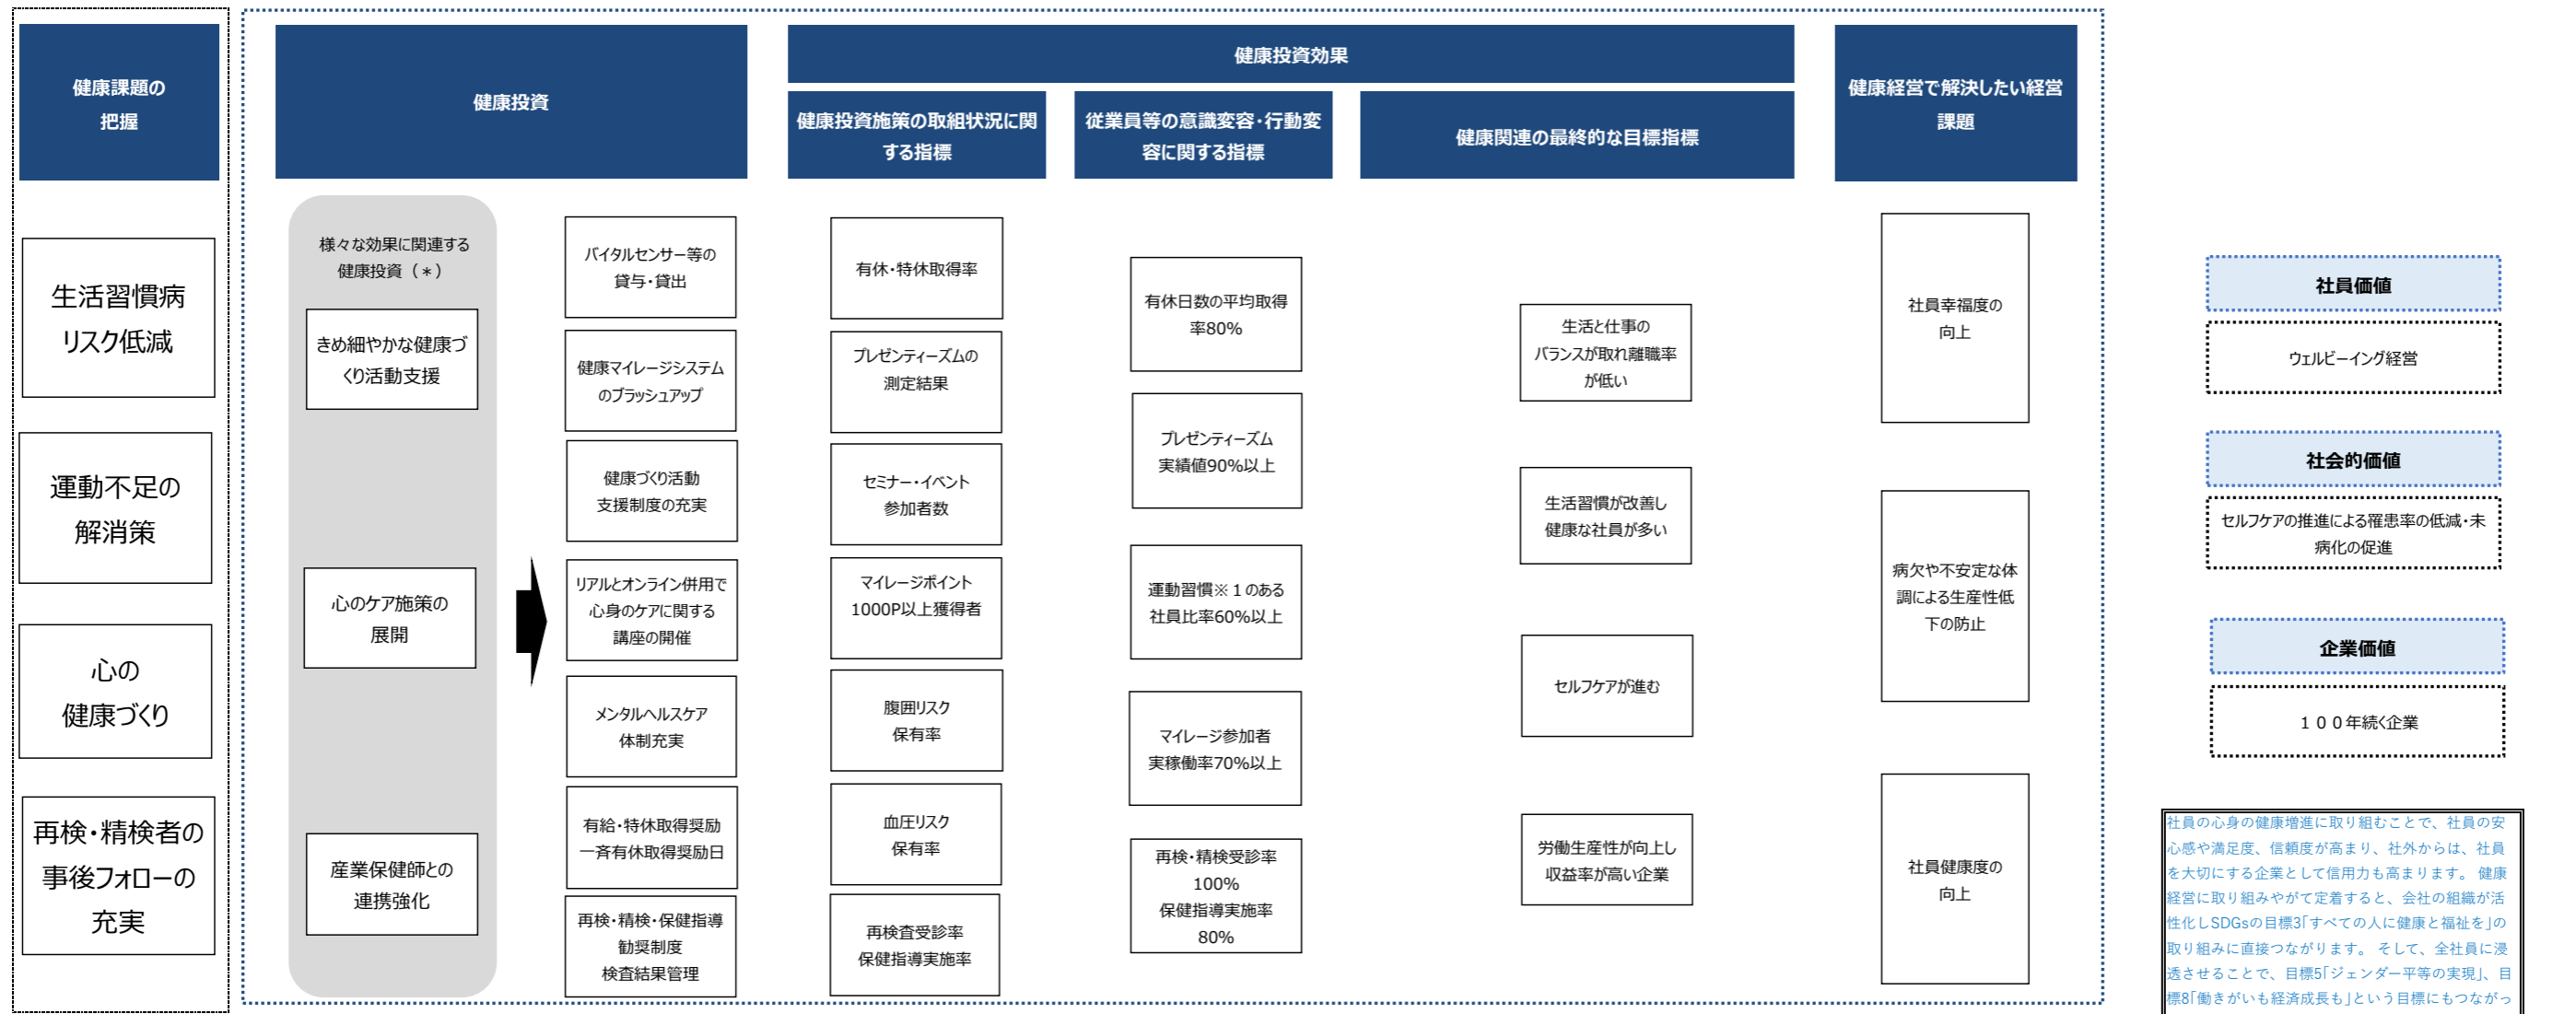 健康課題の
把握
健康投資
健康投資効果
健康投資施策の取組状況に関
する指標
従業員等の意識変容・行動変
容に関する指標
健康関連の最終的な目標指標
健康経営で解決したい経営
課題
生活習慣病
リスク低減
運動不足の
解消策
心の
健康づくり
再検・精検者の
事後フォローの
充実
様々な効果に関連する
健康投資（＊）
きめ細やかな健康づ
くり活動支援
心のケア施策の
展開
産業保健師との
連携強化
バイタルセンサー等の
貸与・貸出
健康マイレージシステム
のブラッシュアップ
健康づくり活動
支援制度の充実
リアルとオンライン併用で
心身のケアに関する
講座の開催
メンタルヘルスケア
体制充実
有給・特休取得奨励
一斉有休取得奨励日
再検・精検・保健指導
勧奨制度
検査結果管理
有休・特休取得率
プレゼンティーズムの
測定結果
セミナー・イベント
参加者数
マイレージポイント
1000P以上獲得者
腹囲リスク
保有率
血圧リスク
保有率
再検査受診率
保健指導実施率
有休日数の平均取得
率80%
プレゼンティーズム
実績値90%以上
運動習慣※１のある
社員比率60%以上
マイレージ参加者
実稼働率70%以上
再検・精検受診率
100%
保健指導実施率
80%
生活と仕事の
バランスが取れ離職率
が低い
生活習慣が改善し
健康な社員が多い
セルフケアが進む
労働生産性が向上し
収益率が高い企業
社員幸福度の
向上
病欠や不安定な体
調による生産性低
下の防止
社員健康度の
向上
社員価値
ウェルビーイング経営
社会的価値
セルフケアの推進による罹患率の低減・未
病化の促進
企業価値
１００年続く企業
社員の心身の健康増進に取り組むことで、社員の安
心感や満足度、信頼度が高まり、社外からは、社員
を大切にする企業として信用力も高まります。 健康
経営に取り組みやがて定着すると、会社の組織が活
性化しSDGsの目標3「すべての人に健康と福祉を」の
取り組みに直接つながります。 そして、全社員に浸
透させることで、目標5「ジェンダー平等の実現」、目
標8「働きがいも経済成長も」という目標にもつながっ